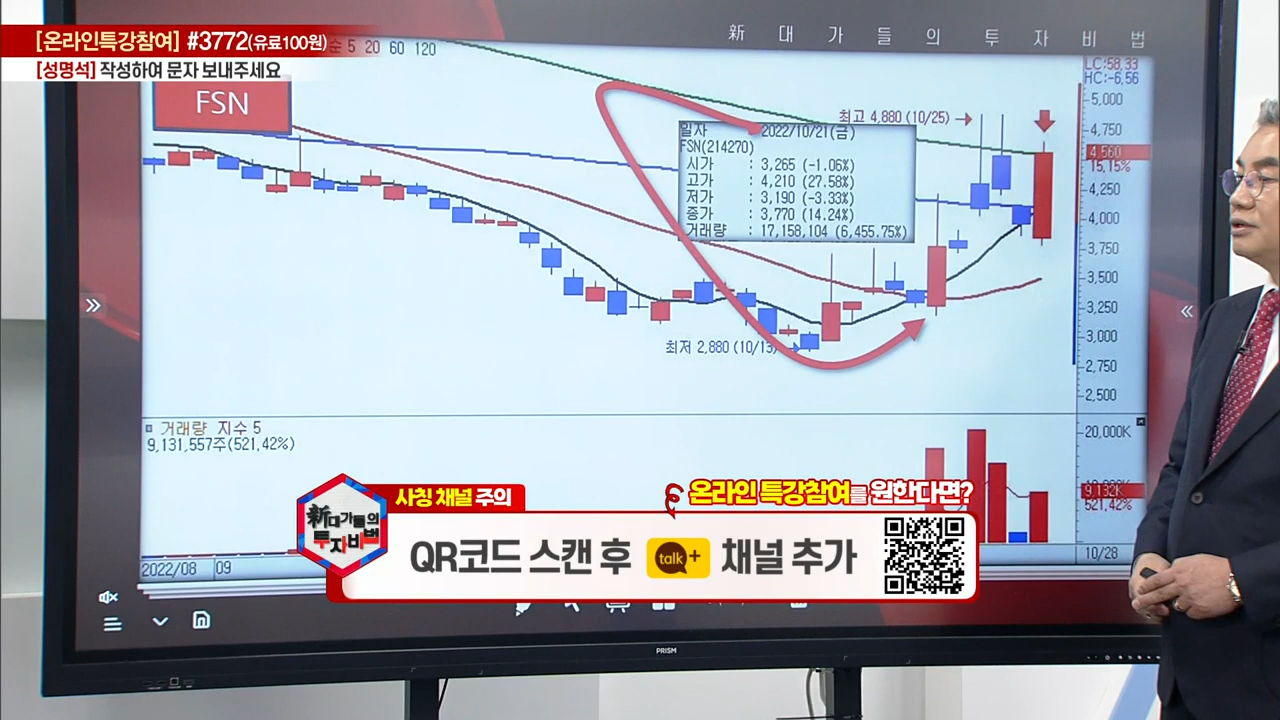 [온라인특강참여] #3772(유료100원)
[성명석] 작성하여 문자 보내주세요
新 대 가 들 의 투 자 비 법
5 20 60 120
FSN
LC:58,33
HC:-6,56
최고 4,880 (10/25)
일자 2022/10/21(금)
FSN(214270)
시가 : 3,265 (-1.06%)
고가 : 4,210 (27.58%)
저가 : 3,190 (-3.33%)
종가 : 3,770 (14.24%)
거래량 : 17,158,104 (6,455.75%)
최저 2,880 (10/13)
5,000
4,750
4,560
15,15%
4,250
4,000
3,750
3,500
3,250
3,000
2,750
2,500
거래량 지수 5
9,131,557주(521,42%)
20,000K
9,132K
521,42%
2022/08
09
10/28
사칭 채널 주의
온라인 특강참여를 원한다면?
新대가들의
투자비법
QR코드 스캔 후 talk+ 채널 추가
PRISM